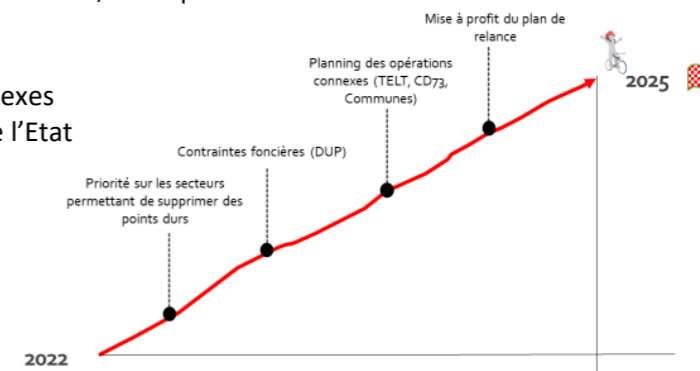 Mise à profit du plan de
relance
Planning des opérations
connexes (TELT, CD73,
Communes)
2025
exes
l'Etat
Contraintes foncières (DUP)
Priorité sur les secteurs
permettant de supprimer des
points durs
2022